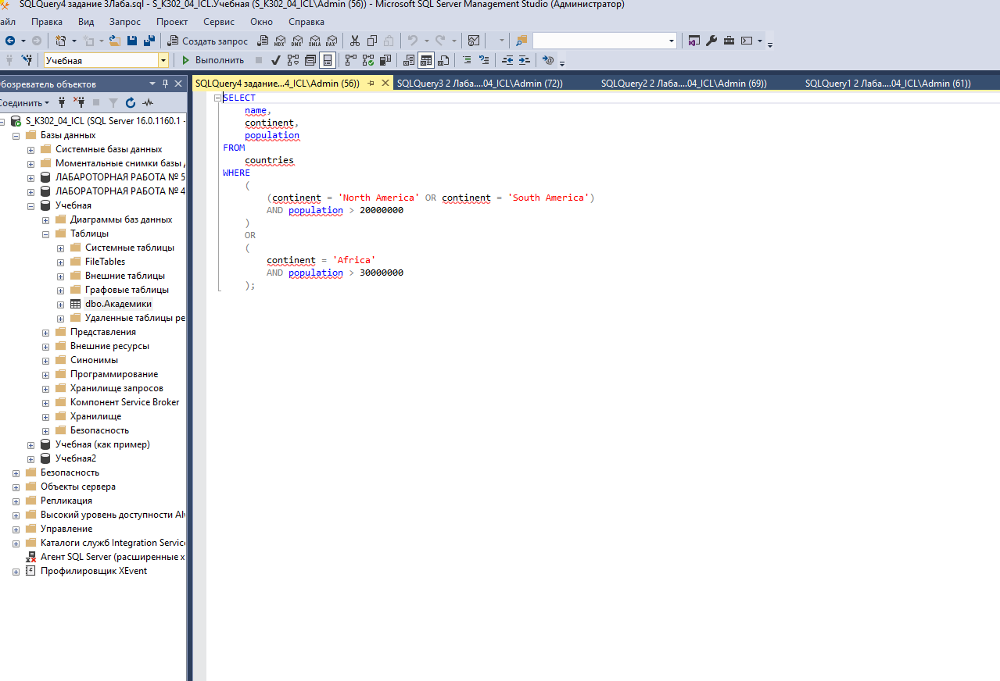 SQLQuery4 задание 3Лаба.sql - S_K302_04_ICL.Учебная (S_K302_04_ICL\Admin (56)) - Microsoft SQL Server Management Studio (Администратор)
айл Правка Вид Запрос Проект Сервис Окно Справка
Создать запрос MDX DMX XMLA DAX
Учебная Выполнить
бозреватель объектов
SQLQuery4 задание...4_ICL\Admin (56)) SQLQuery3 2 Лаба....04_ICL\Admin (72)) SQLQuery2 2 Лаба....04_ICL\Admin (69)) SQLQuery1 2 Лаба....04_ICL\Admin (61))
Соединить
S_K302_04_ICL (SQL Server 16.0.1160.1 -
Базы данных
Системные базы данных
Моментальные снимки базы
ЛАБАРОТОРНАЯ РАБОТА № 5
ЛАБОРАТОРНАЯ РАБОТА № 4
Учебная
Диаграммы баз данных
Таблицы
Системные таблицы
FileTables
Внешние таблицы
Графовые таблицы
dbo.Академики
Удаленные таблицы ре
Представления
Внешние ресурсы
Синонимы
Программирование
Хранилище запросов
Компонент Service Broker
Хранилище
Безопасность
Учебная (как пример)
Учебная2
Безопасность
Объекты сервера
Репликация
Высокий уровень доступности Alv
Управление
Каталоги служб Integration Service
Агент SQL Server (расширенные х
Профилировщик XEvent
SELECT
name,
continent,
population
FROM
countries
WHERE
(
(continent = 'North America' OR continent = 'South America')
AND population > 20000000
)
OR
(
continent = 'Africa'
AND population > 30000000
);